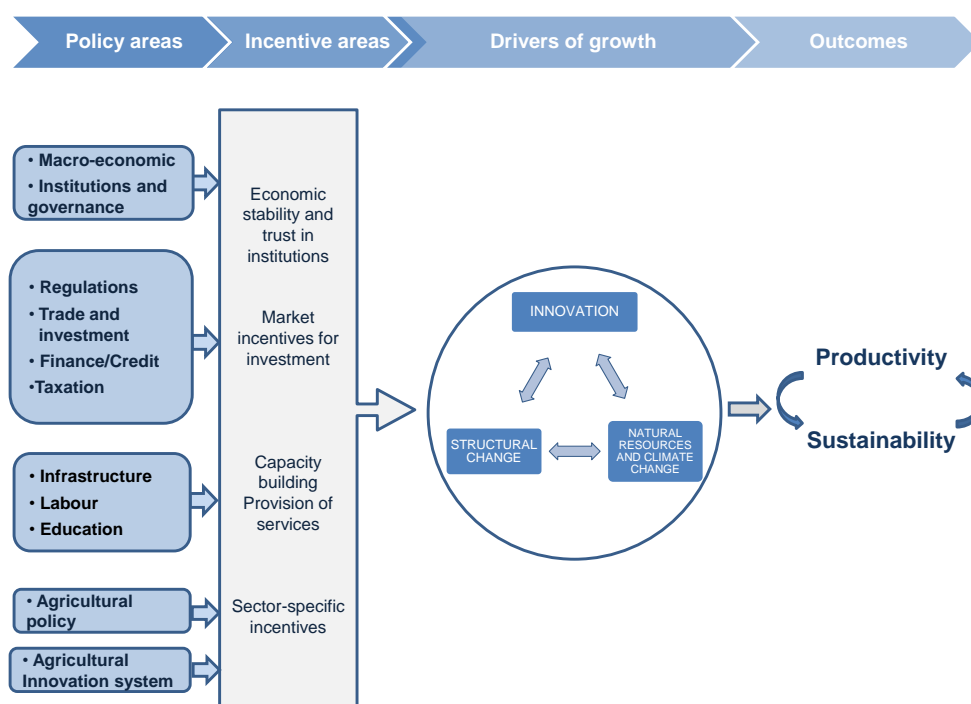 Policy areas
Incentive areas
Drivers of growth
Outcomes
• Macro-economic
• Institutions and
governance
• Regulations
• Trade and
investment
• Finance/Credit
•Taxation
• Infrastructure
• Labour
• Education
• Agricultural
policy
• Agricultural
Innovation system
Economic
stability and
trust in
institutions
Market
incentives for
investment
Capacity
building
Provision of
services
Sector-specific
incentives
INNOVATION
STRUCTURAL
CHANGE
NATURAL
RESOURCES
AND CLIMATE
CHANGE
Productivity
Sustainability